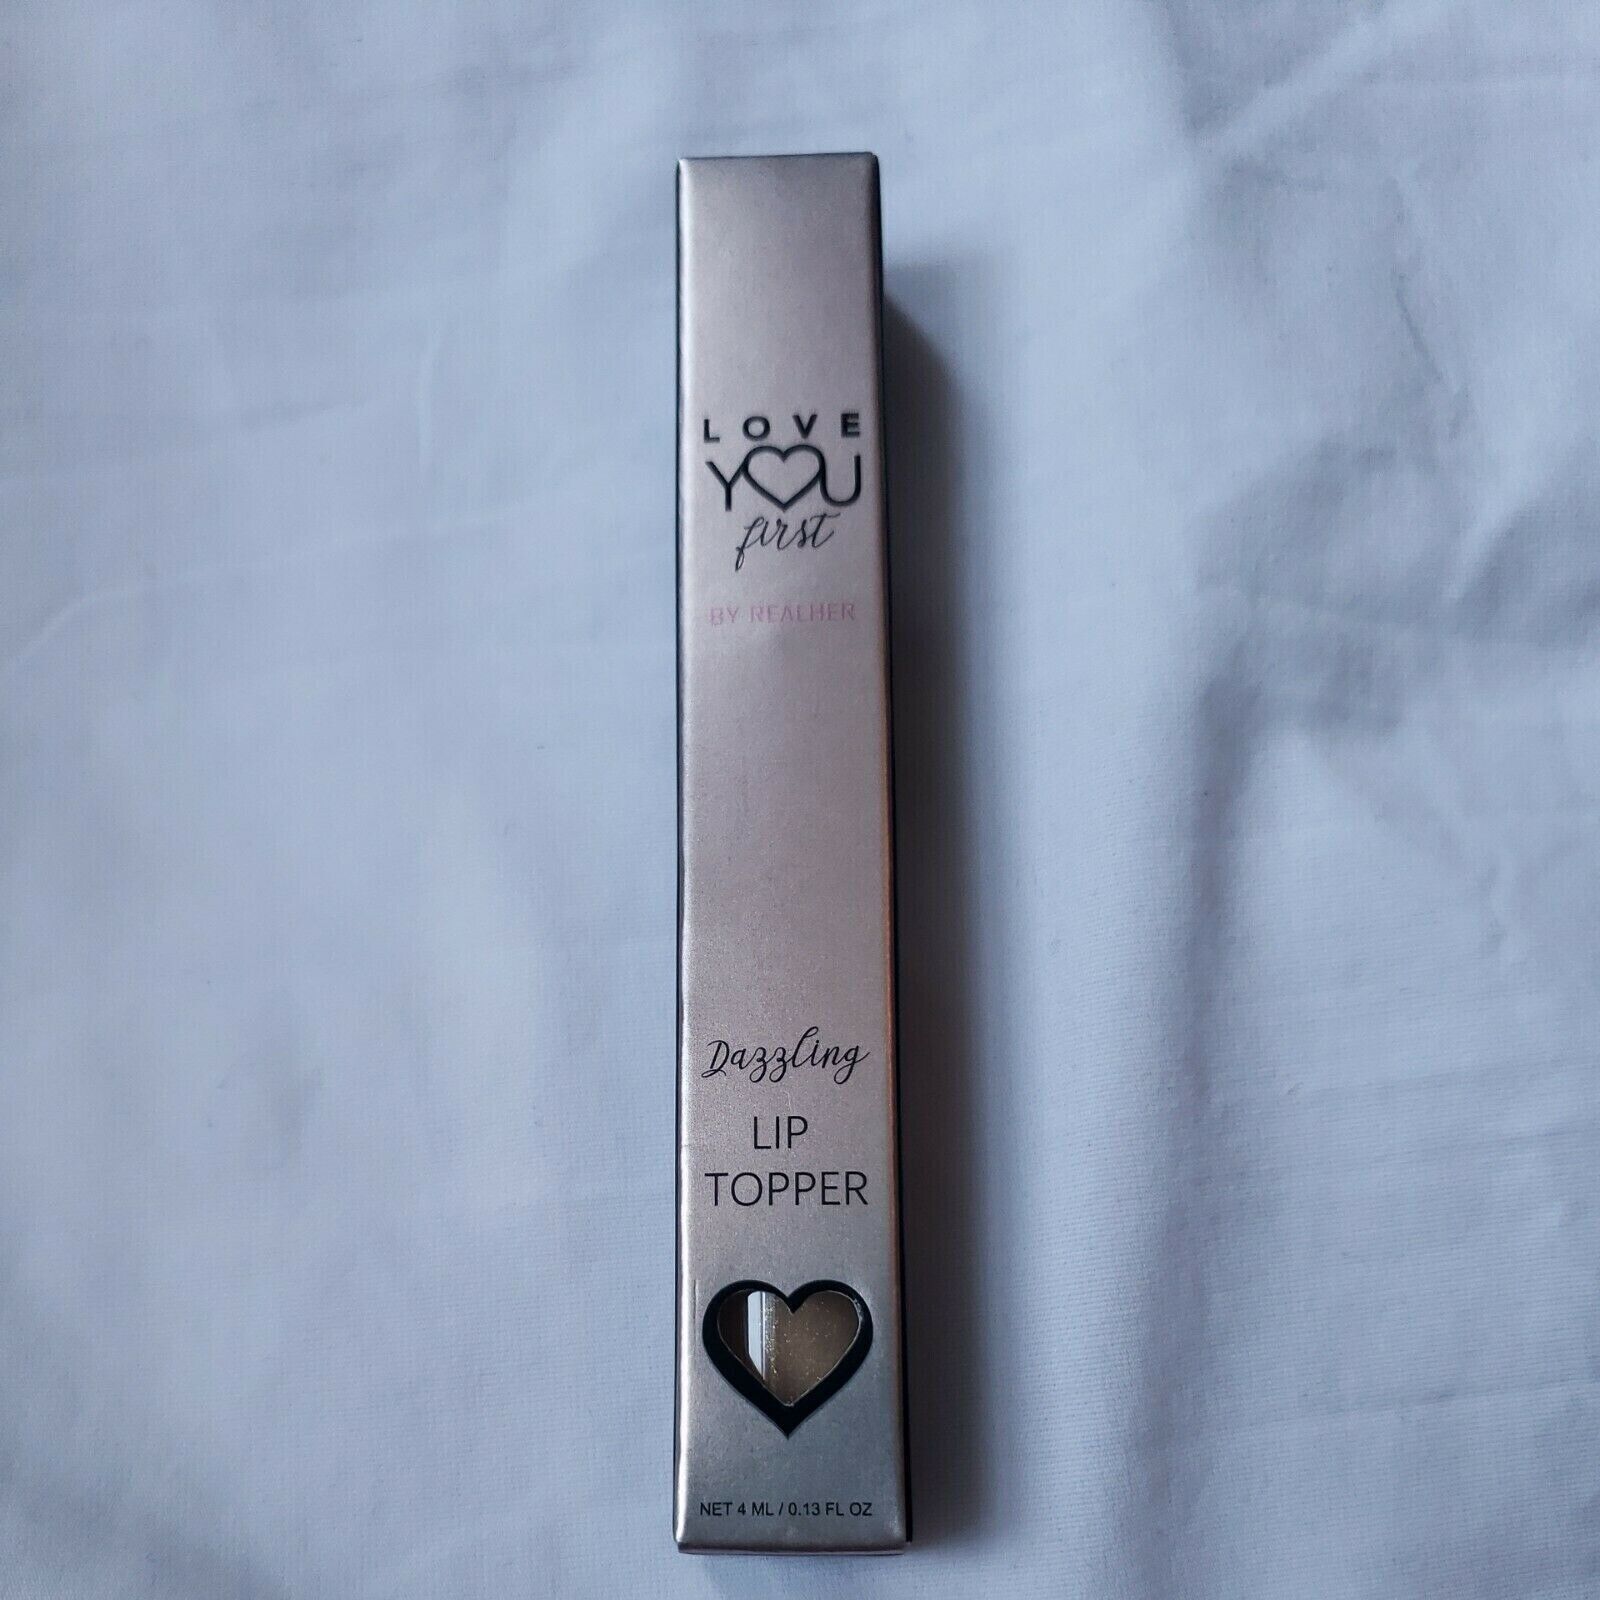 LOVE
YOU
first
BY REALHER
Dazzling
LIP
TOPPER
NET 4 ML / 0.13 FL OZ